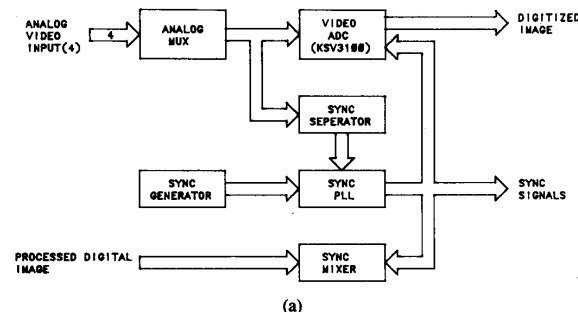 ANALOG
VIDEO
INPUT(4)
4
ANALOG
MUX
VIDEO
ADC
(KSV3100)
DIGITIZED
IMAGE
SYNC
SEPERATOR
SYNC
GENERATOR
SYNC
PLL
SYNC
SIGNALS
PROCESSED DIGITAL
IMAGE
SYNC
MIXER
(a)